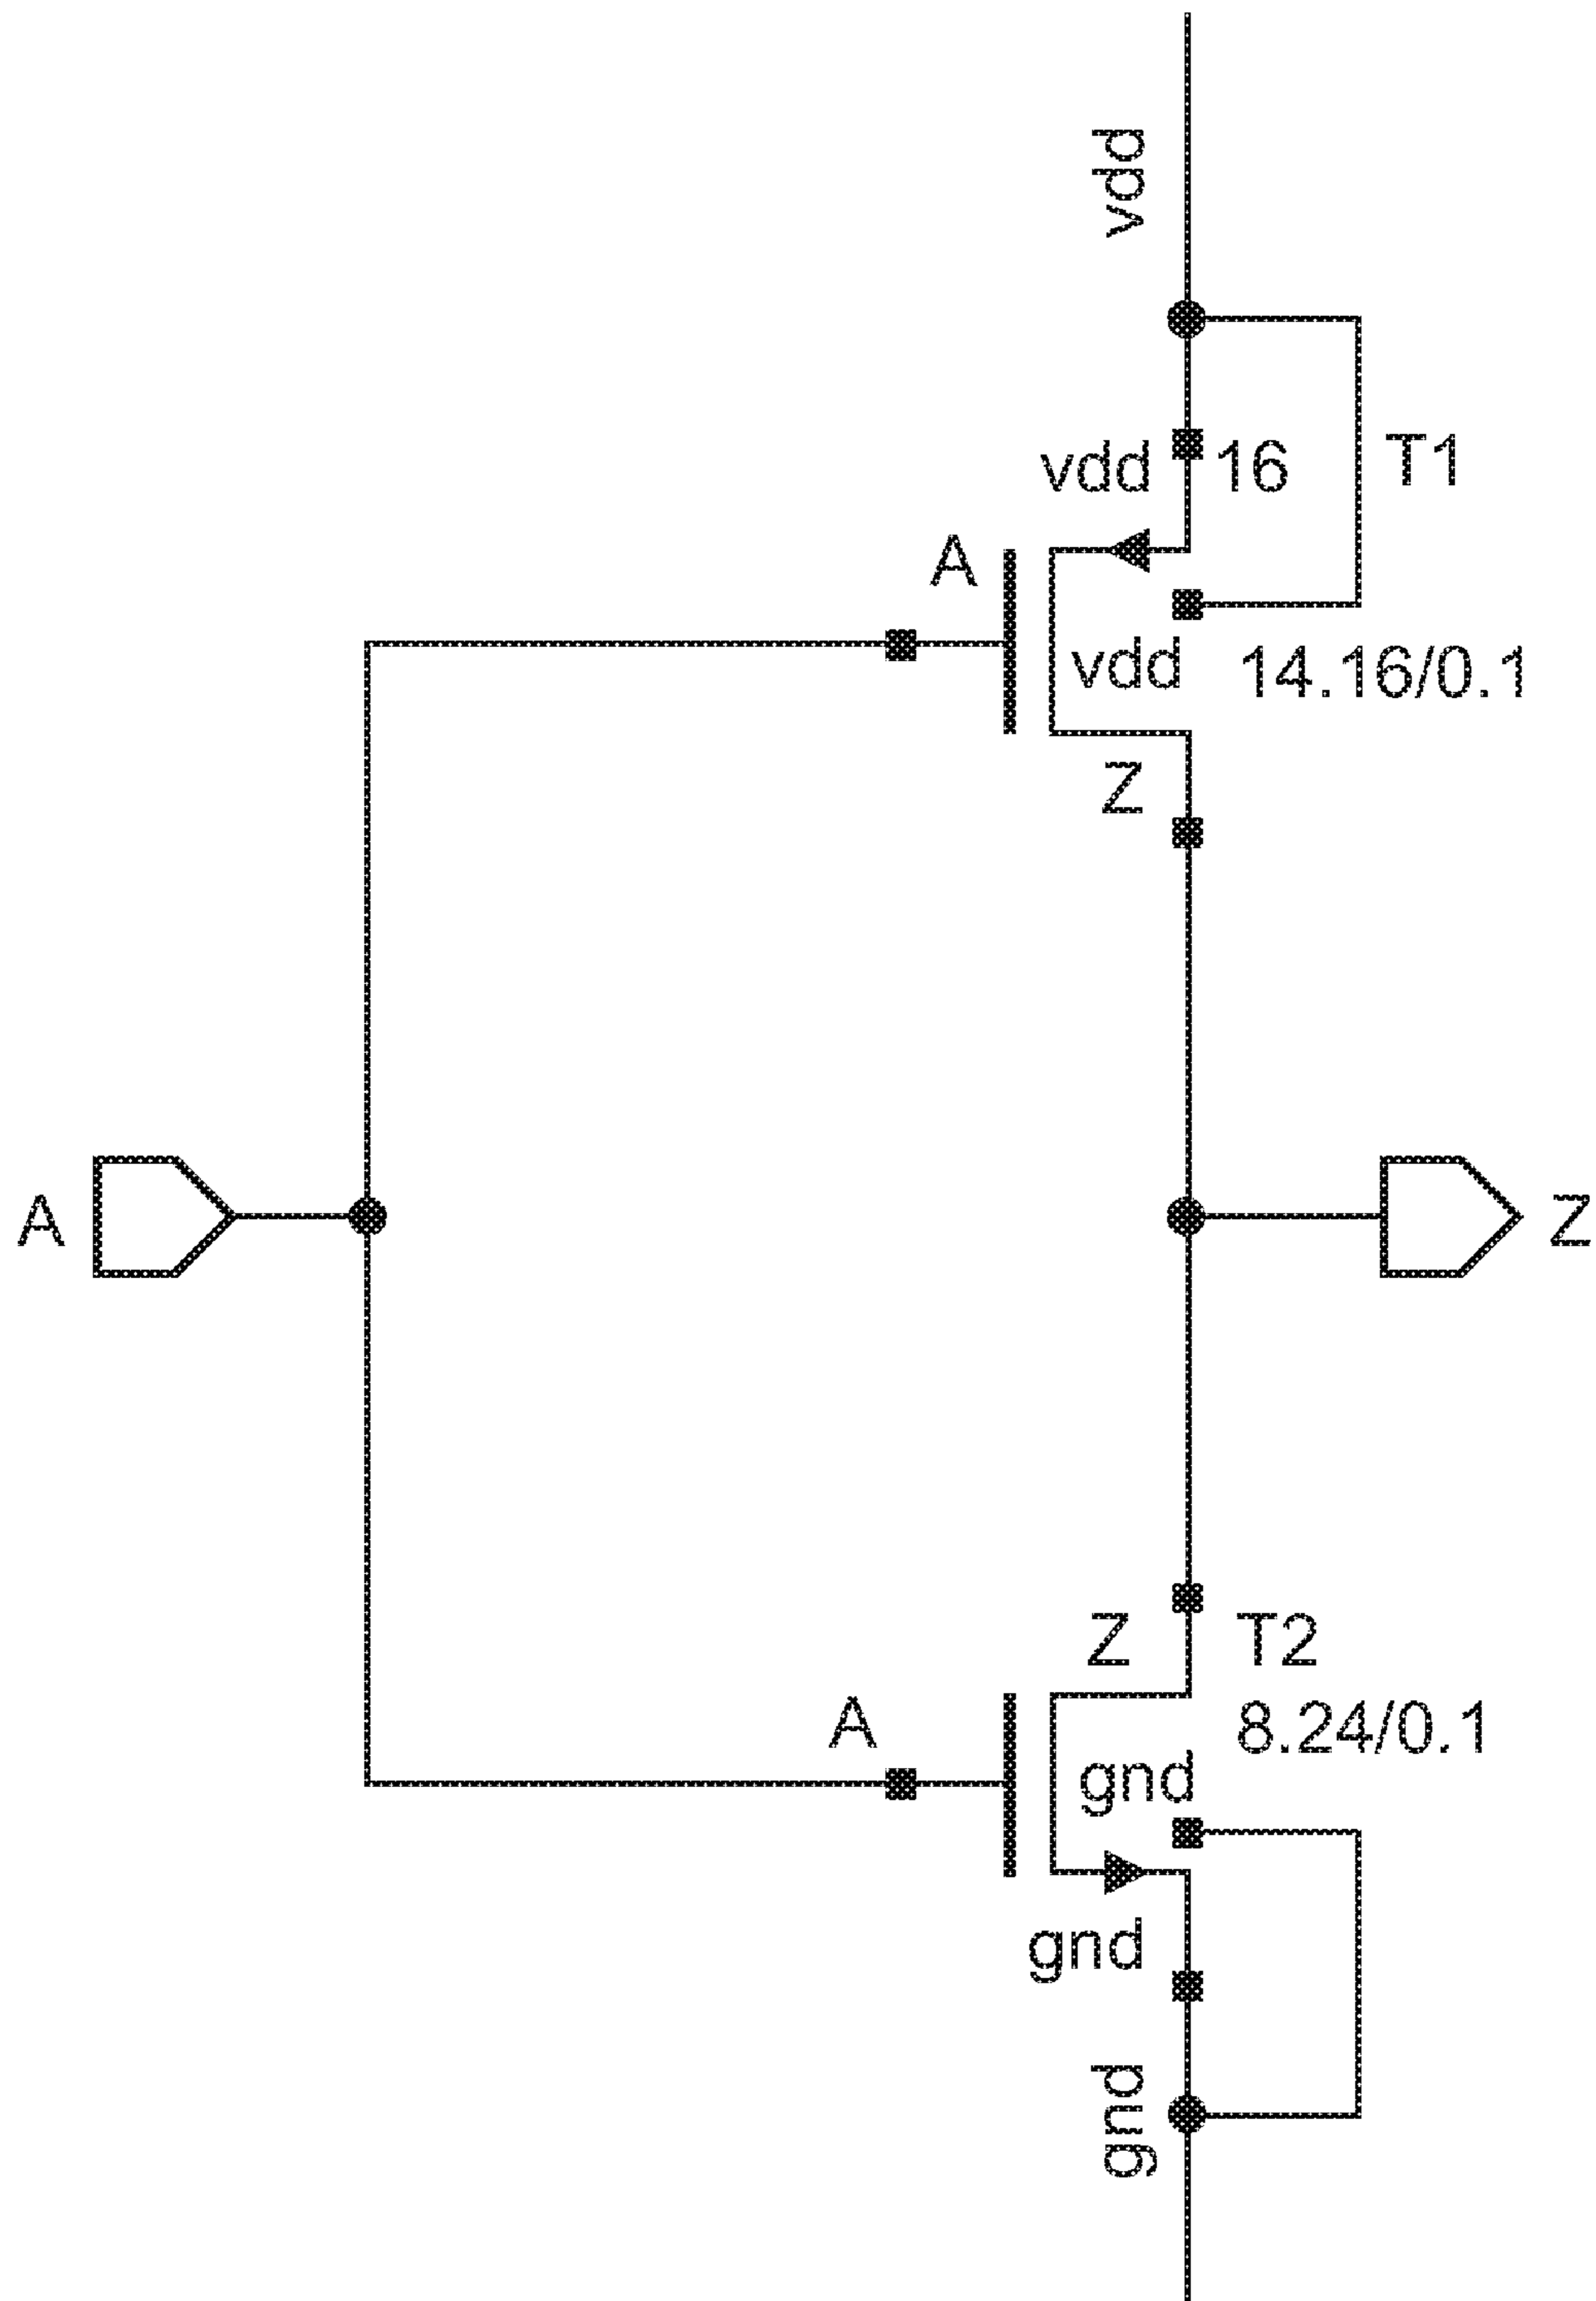 vdd
vdd 16 T1
A
vdd 14.16/0.1
Z
A Z
Z T2
A 8.24/0.1
gnd
gnd
gnd